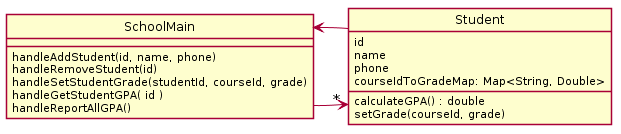 SchoolMain
handleAddStudent(id, name, phone)
handleRemoveStudent(id)
handleSetStudentGrade(studentId, courseId, grade)
handleGetStudentGPA( id )
handleReportAllGPA()
*
Student
id
name
phone
courseIdToGradeMap: Map<String, Double>
calculateGPA() : double
setGrade(courseId, grade)